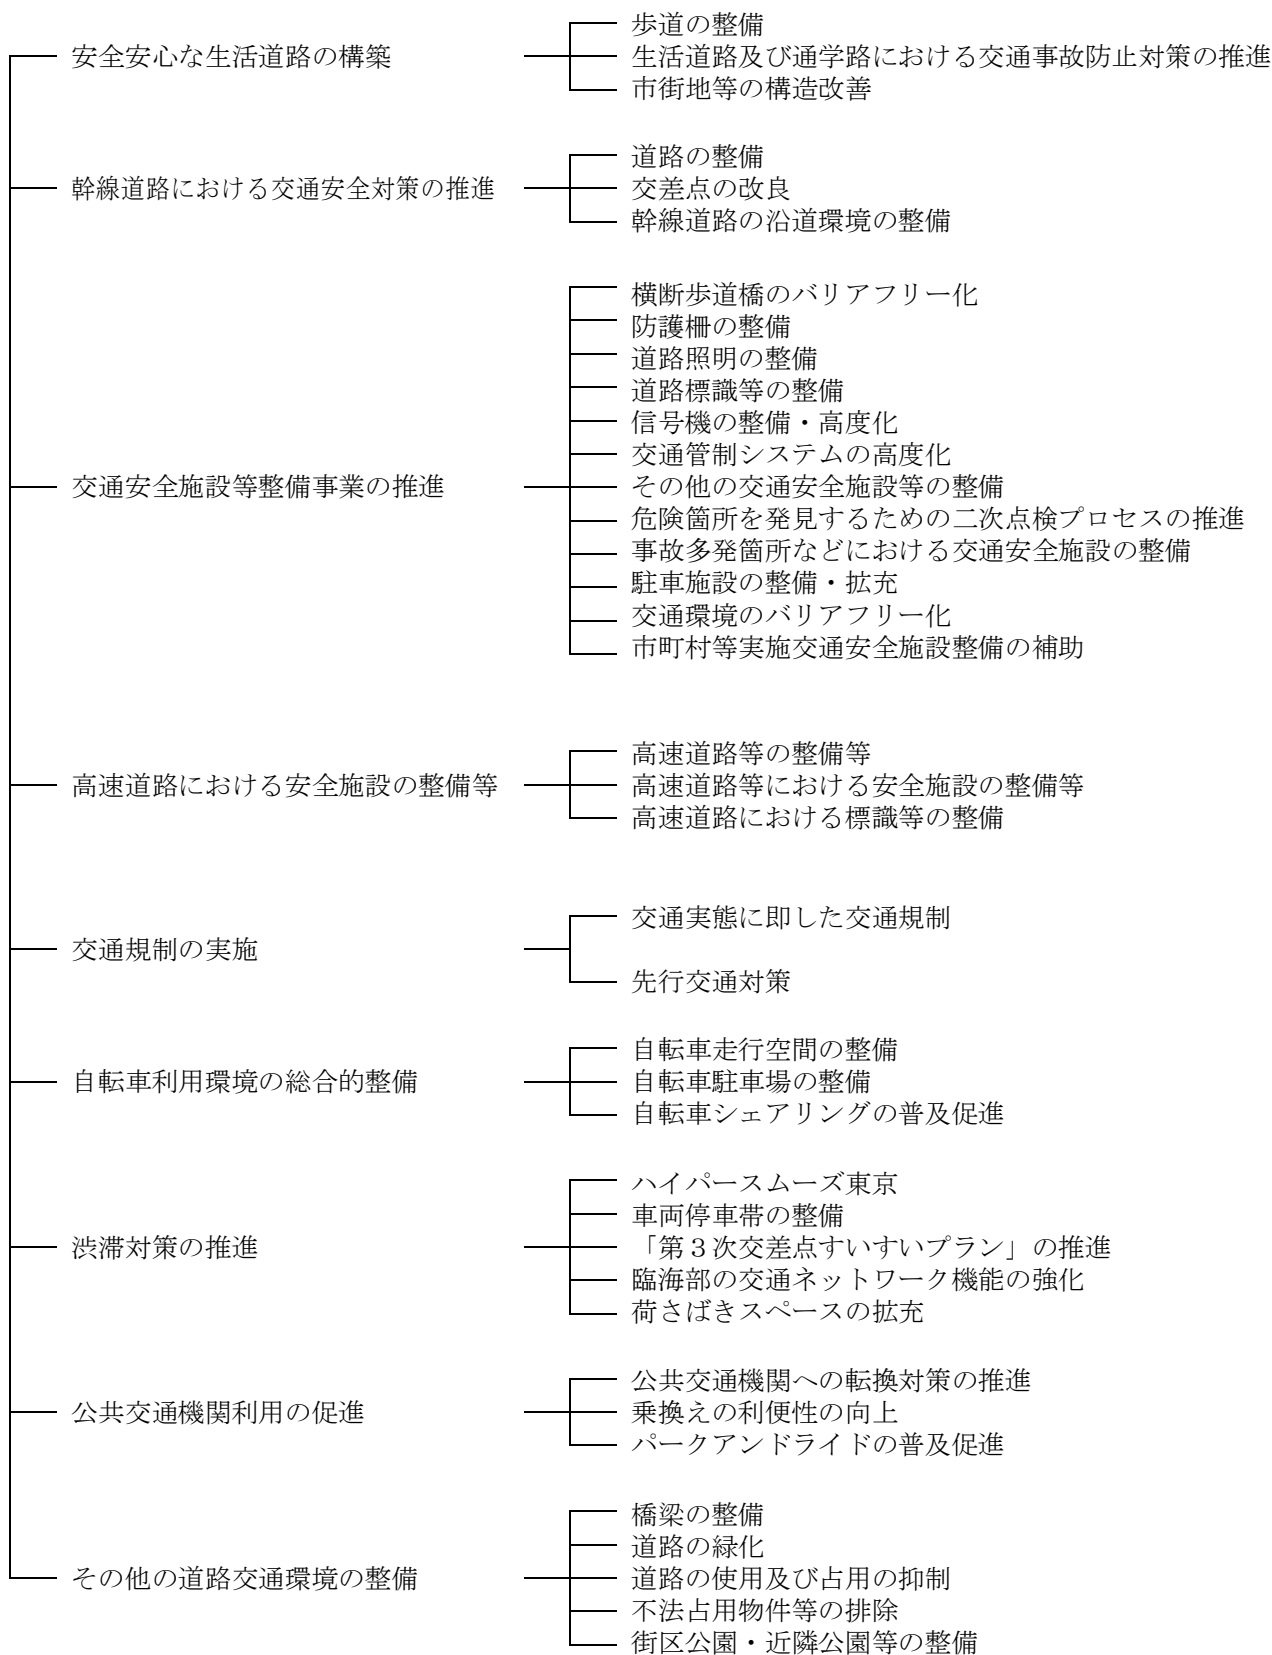 安全安心な生活道路の構築
歩道の整備
生活道路及び通学路における交通事故防止対策の推進
市街地等の構造改善
幹線道路における交通安全対策の推進
道路の整備
交差点の改良
幹線道路の沿道環境の整備
交通安全施設等整備事業の推進
横断歩道橋のバリアフリー化
防護柵の整備
道路照明の整備
道路標識等の整備
信号機の整備・高度化
交通管制システムの高度化
その他の交通安全施設等の整備
危険箇所を発見するための二次点検プロセスの推進
事故多発箇所などにおける交通安全施設の整備
駐車施設の整備・拡充
交通環境のバリアフリー化
市町村等実施交通安全施設整備の補助
高速道路における安全施設の整備等
高速道路等の整備等
高速道路等における安全施設の整備等
高速道路における標識等の整備
交通規制の実施
交通実態に即した交通規制
先行交通対策
自転車利用環境の総合的整備
自転車走行空間の整備
自転車駐車場の整備
自転車シェアリングの普及促進
渋滞対策の推進
ハイパースムーズ東京
車両停車帯の整備
「第３次交差点すいすいプラン」の推進
臨海部の交通ネットワーク機能の強化
荷さばきスペースの拡充
公共交通機関利用の促進
公共交通機関への転換対策の推進
乗換えの利便性の向上
パークアンドライドの普及促進
その他の道路交通環境の整備
橋梁の整備
道路の緑化
道路の使用及び占用の抑制
不法占用物件等の排除
街区公園・近隣公園等の整備